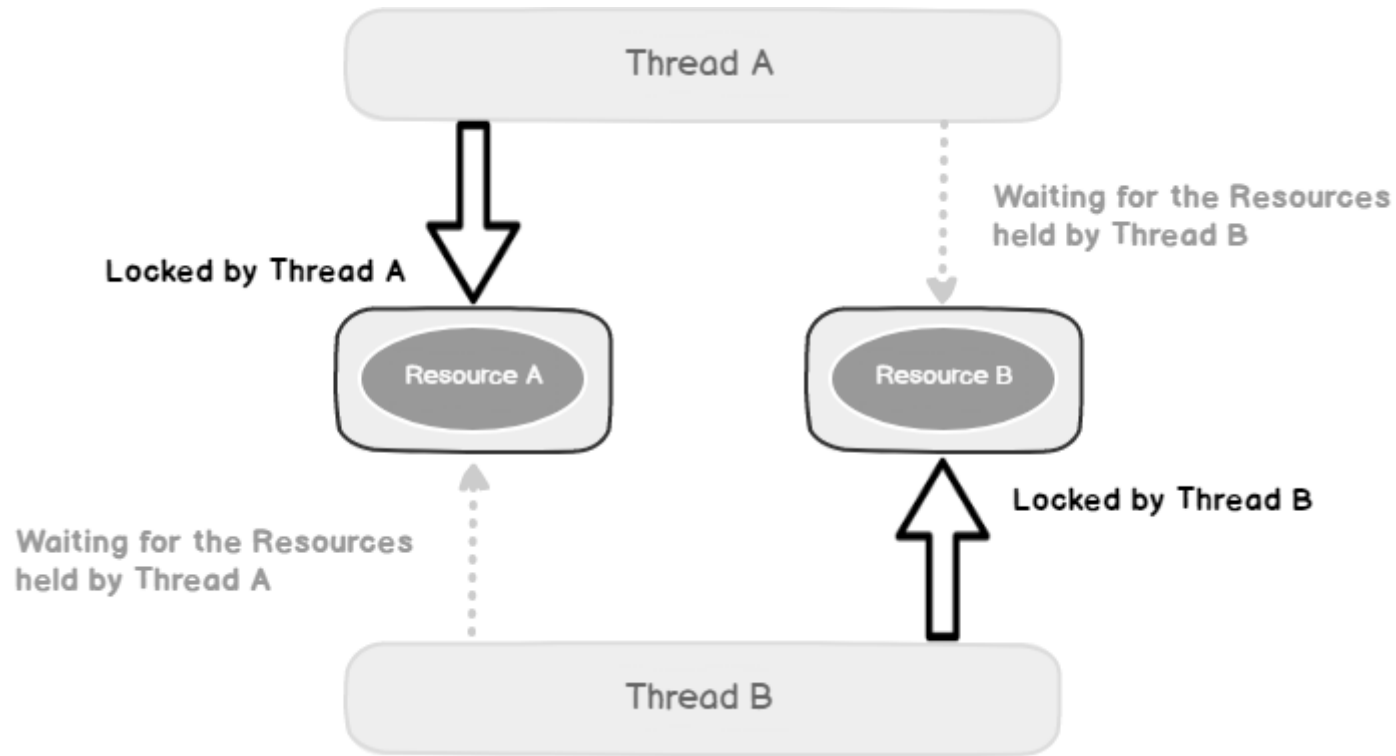 Thread A
Waiting for the Resources
held by Thread B
Locked by Thread A
Resource A
Resource B
Locked by Thread B
Waiting for the Resources
held by Thread A
Thread B